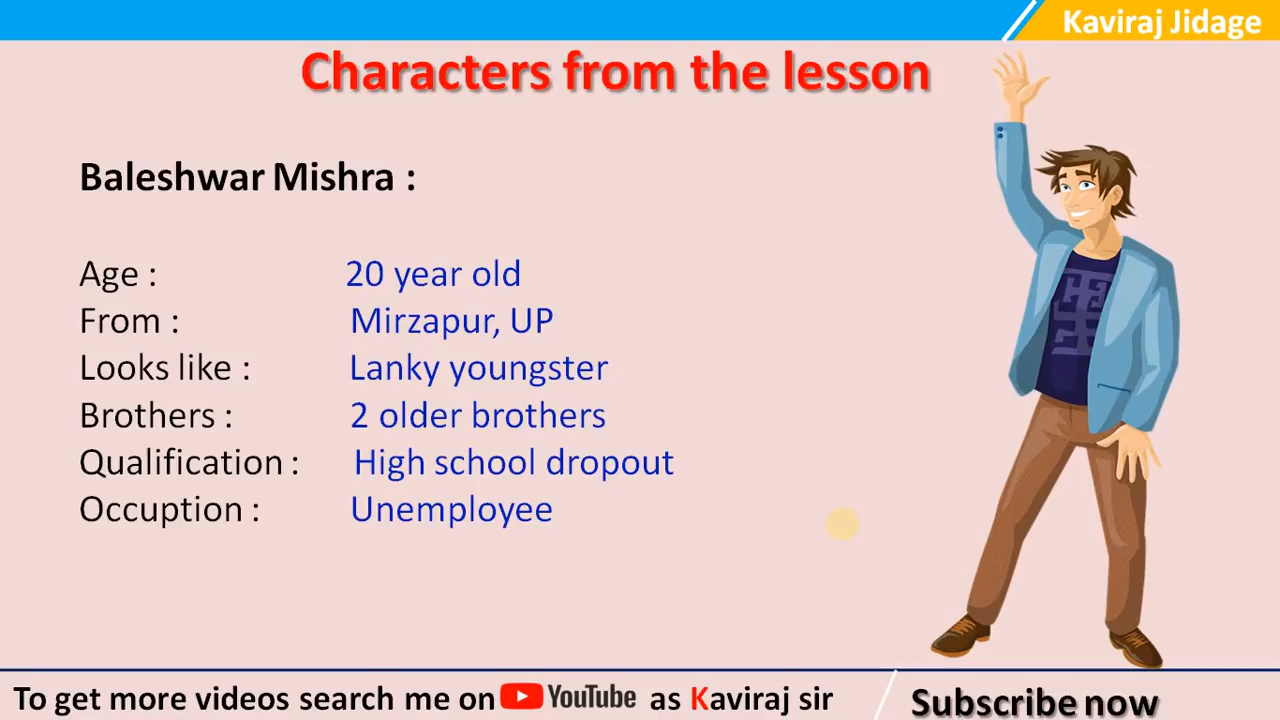 Kaviraj Jidage
Characters from the lesson
Baleshwar Mishra :
Age : 20 year old
From : Mirzapur, UP
Looks like : Lanky youngster
Brothers : 2 older brothers
Qualification : High school dropout
Occuption : Unemployee
To get more videos search me on YouTube as Kaviraj sir
Subscribe now